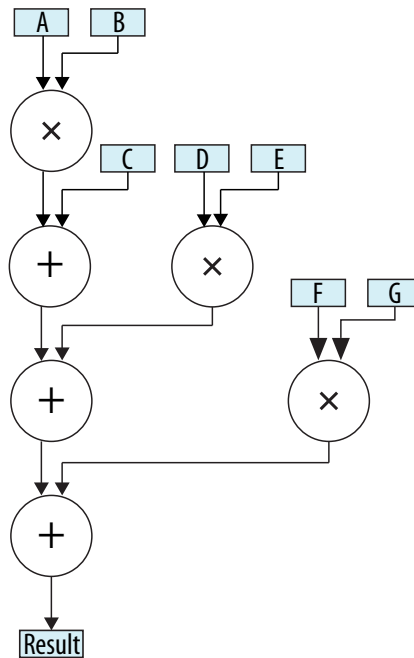 A B
×
C D E
+ ×
F G
+ ×
+
Result